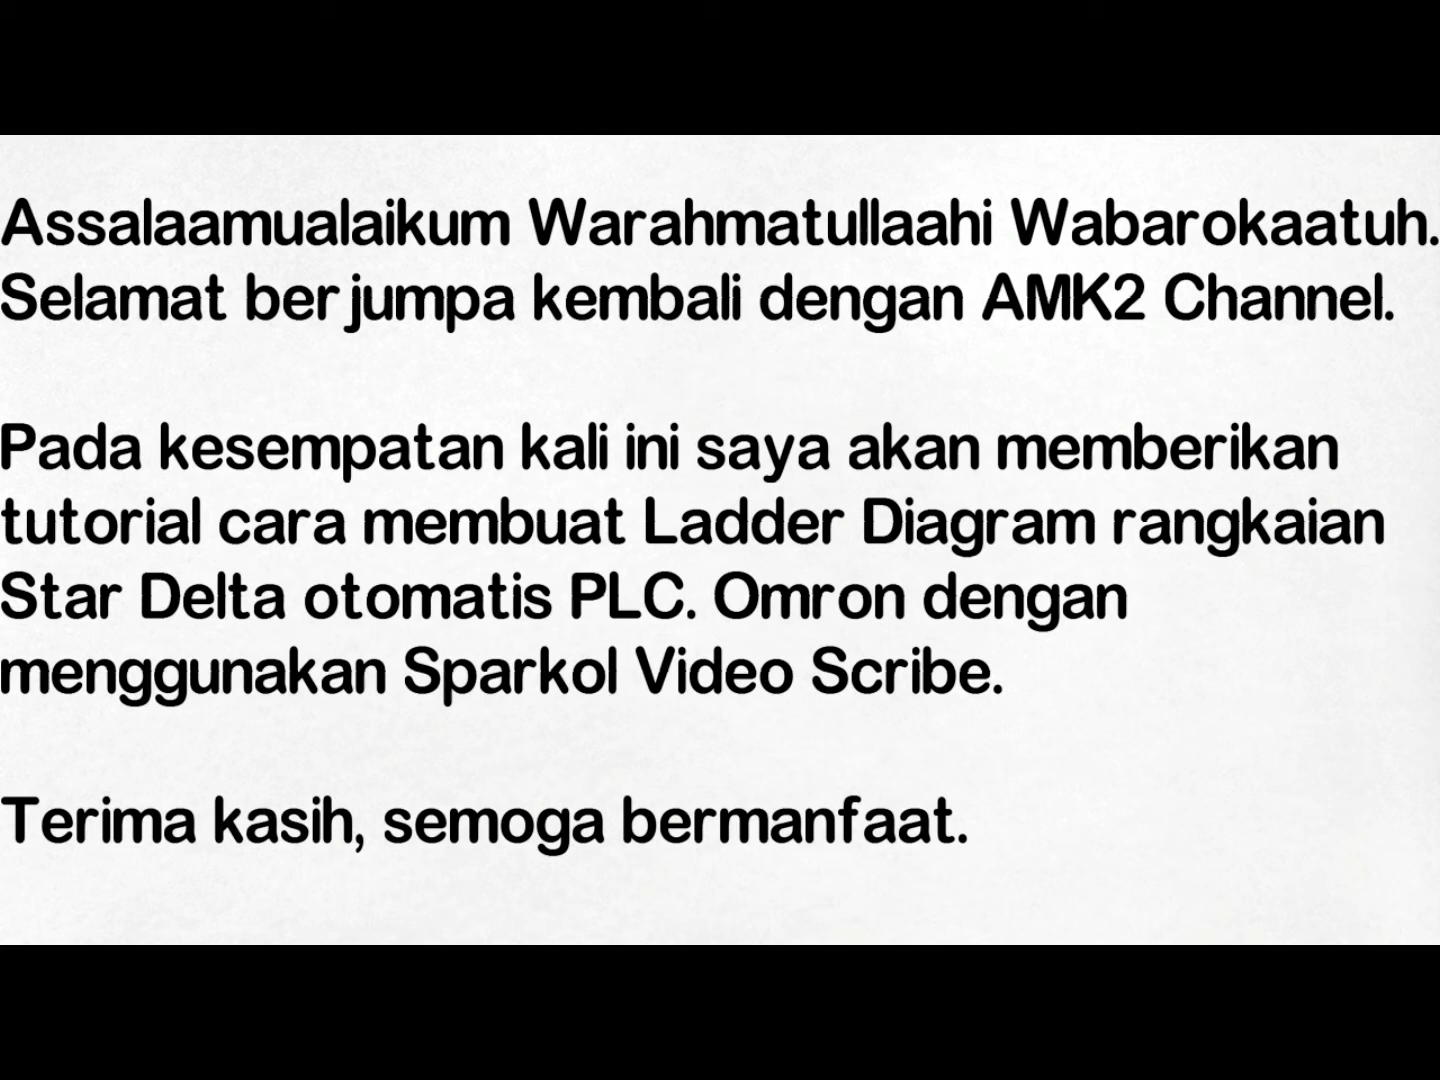 Assalaamualaikum Warahmatullaahi Wabarokaatuh.
Selamat berjumpa kembali dengan AMK2 Channel.
Pada kesempatan kali ini saya akan memberikan
tutorial cara membuat Ladder Diagram rangkaian
Star Delta otomatis PLC. Omron dengan
menggunakan Sparkol Video Scribe.
Terima kasih, semoga bermanfaat.